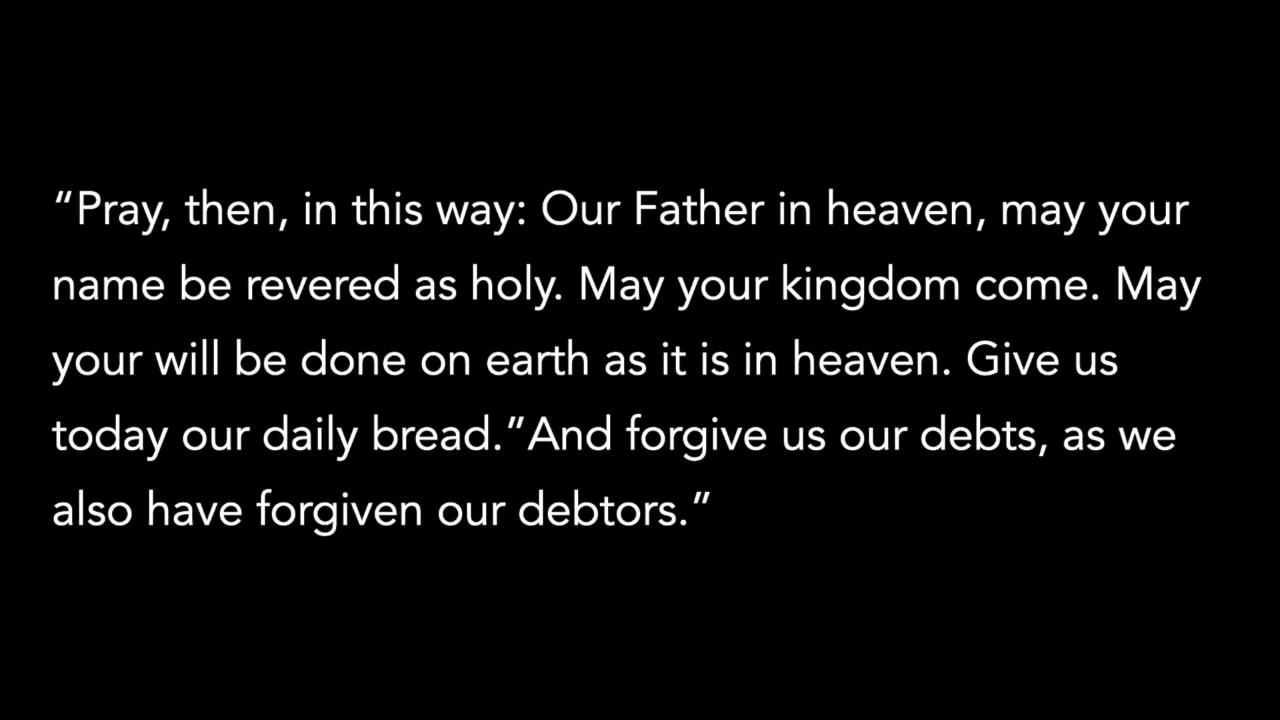 “Pray, then, in this way: Our Father in heaven, may your
name be revered as holy. May your kingdom come. May
your will be done on earth as it is in heaven. Give us
today our daily bread.”And forgive us our debts, as we
also have forgiven our debtors.”